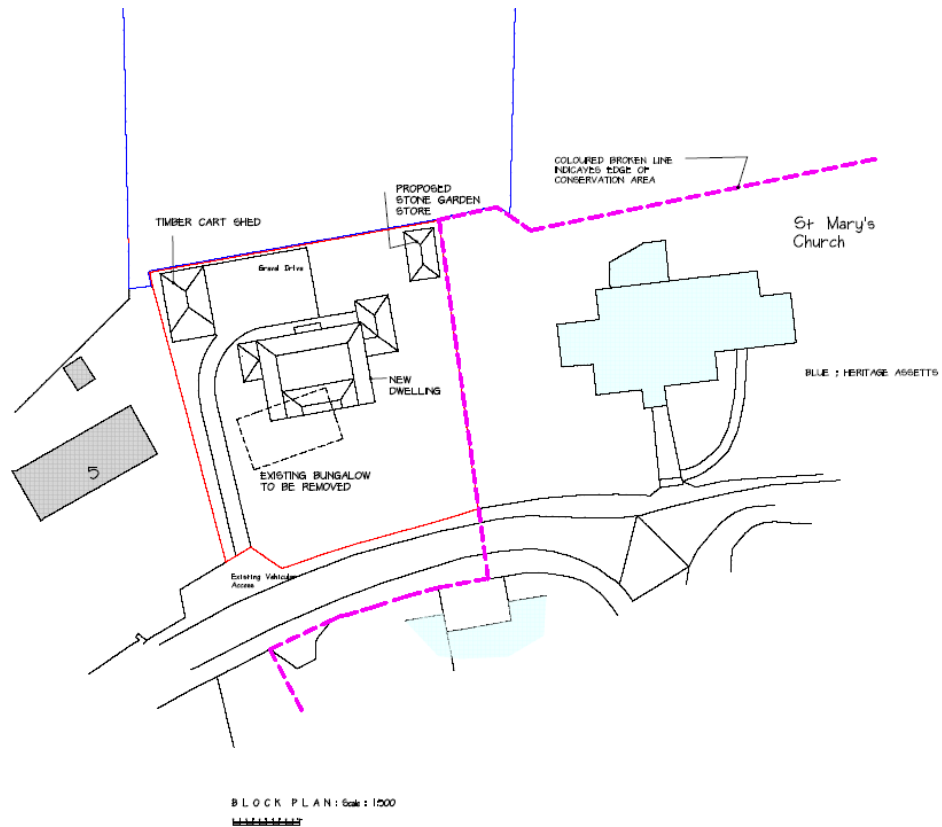 COLOURED BROKEN LINE
INDICAYES EDGE OF
CONSERVATION AREA
PROPOSED
STONE GARDEN
STORE
TIMBER CART SHED
St Mary's
Church
Gravel Drive
BLUE ; HERITAGE ASSETTS
NEW
DWELLING
5
EXISTING BUNGALOW
TO BE REMOVED
Existing Vehicular
Access
BLOCK PLAN: Scale : 1:500